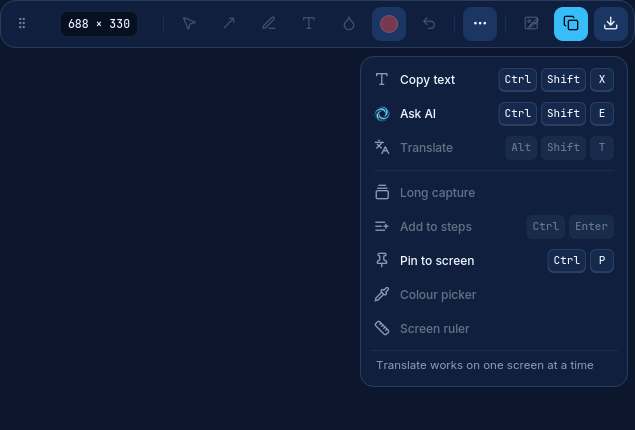 688 × 330
Copy text Ctrl Shift X
Ask AI Ctrl Shift E
Translate Alt Shift T
Long capture
Add to steps Ctrl Enter
Pin to screen Ctrl P
Colour picker
Screen ruler
Translate works on one screen at a time